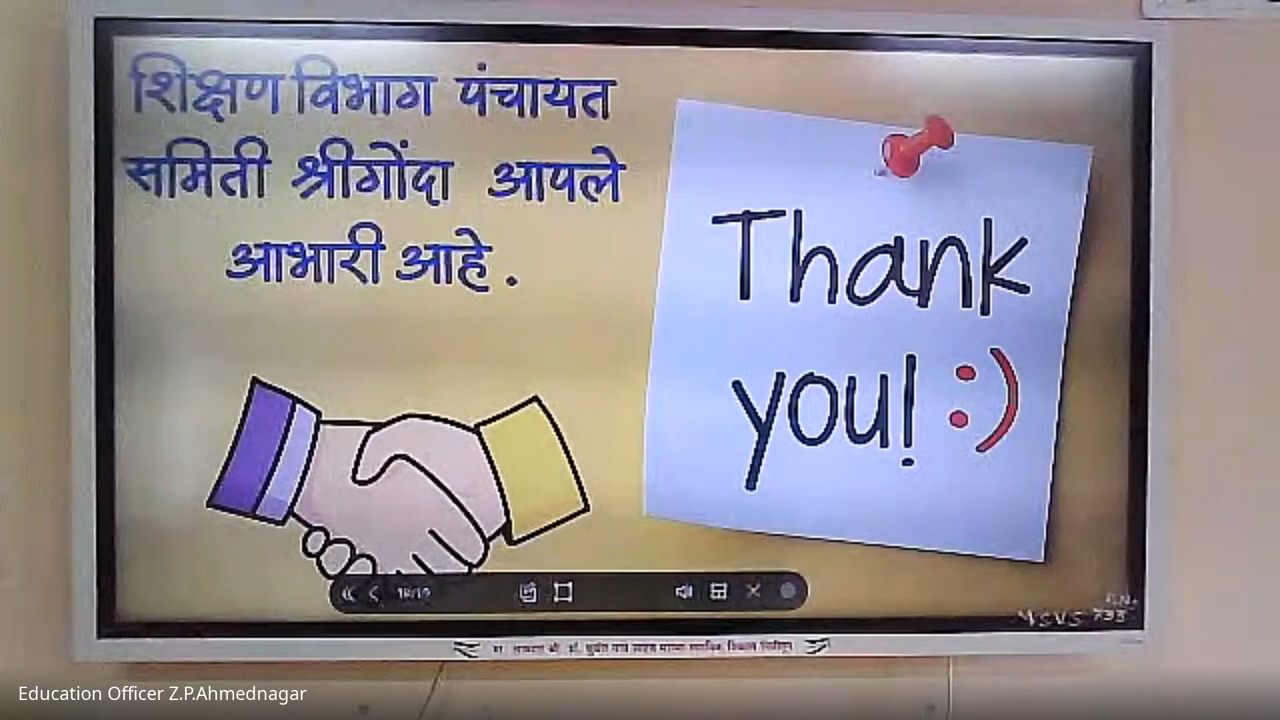 शिक्षण विभाग पंचायत
समिती श्रीगोंदा आपले
आभारी आहे .
Thank
you! :)
Education Officer Z.P.Ahmednagar